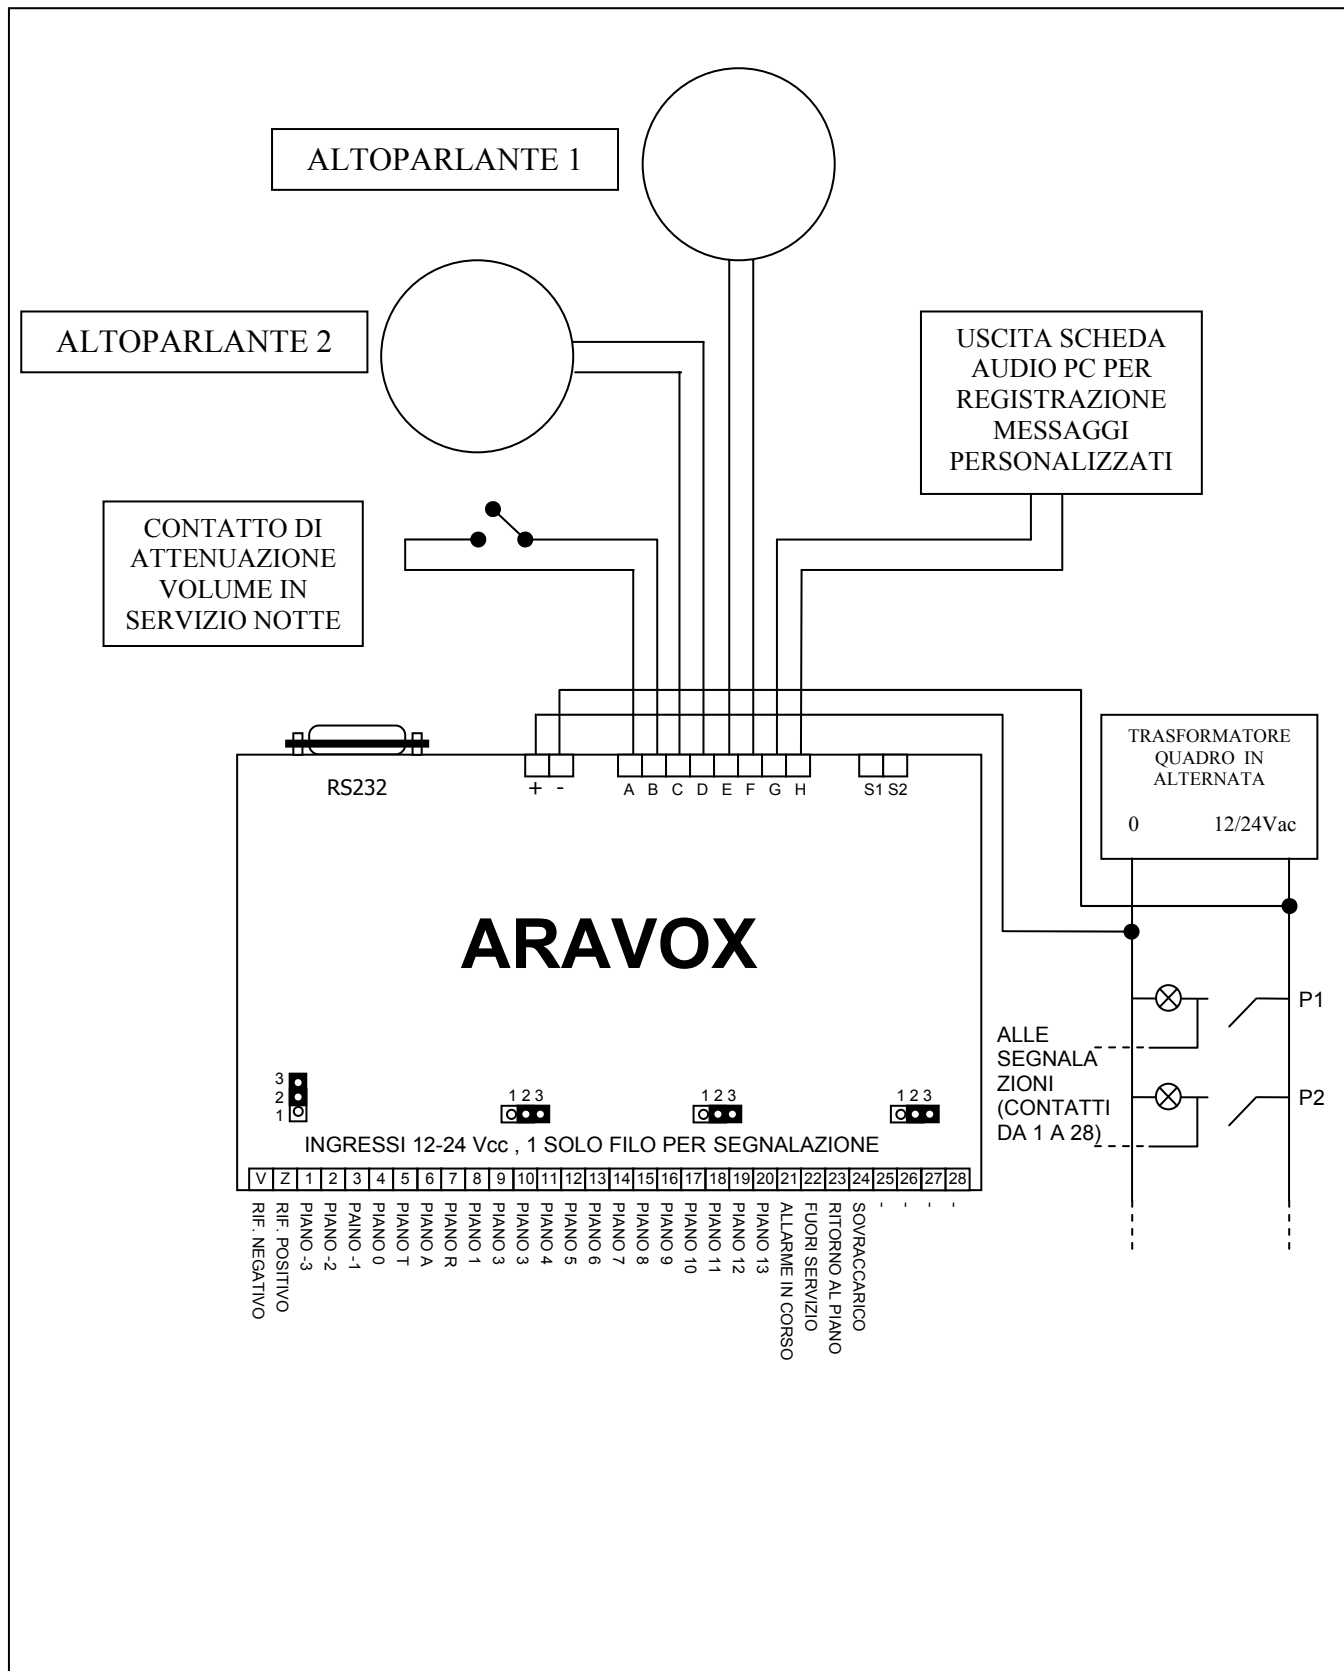 ALTOPARLANTE 1
ALTOPARLANTE 2
USCITA SCHEDA
AUDIO PC PER
REGISTRAZIONE
MESSAGGI
PERSONALIZZATI
CONTATTO DI
ATTENUAZIONE
VOLUME IN
SERVIZIO NOTTE
TRASFORMATORE
QUADRO IN
ALTERNATA
0 12/24Vac
RS232
+ -
A B C D E F G H
S1 S2
ARAVOX
P1
P2
ALLE
SEGNALA
ZIONI
(CONTATTI
DA 1 A 28)
3
2
1
1 2 3
1 2 3
1 2 3
INGRESSI 12-24 Vcc , 1 SOLO FILO PER SEGNALAZIONE
V Z 1 2 3 4 5 6 7 8 9 10 11 12 13 14 15 16 17 18 19 20 21 22 23 24 25 26 27 28
RIF. NEGATIVO
RIF. POSITIVO
PIANO -3
PIANO -2
PAINO -1
PIANO 0
PIANO T
PIANO A
PIANO R
PIANO 1
PIANO 3
PIANO 3
PIANO 4
PIANO 5
PIANO 6
PIANO 7
PIANO 8
PIANO 9
PIANO 10
PIANO 11
PIANO 12
PIANO 13
ALLARME IN CORSO
FUORI SERVIZIO
RITORNO AL PIANO
SOVRACCARICO
-
-
-
-